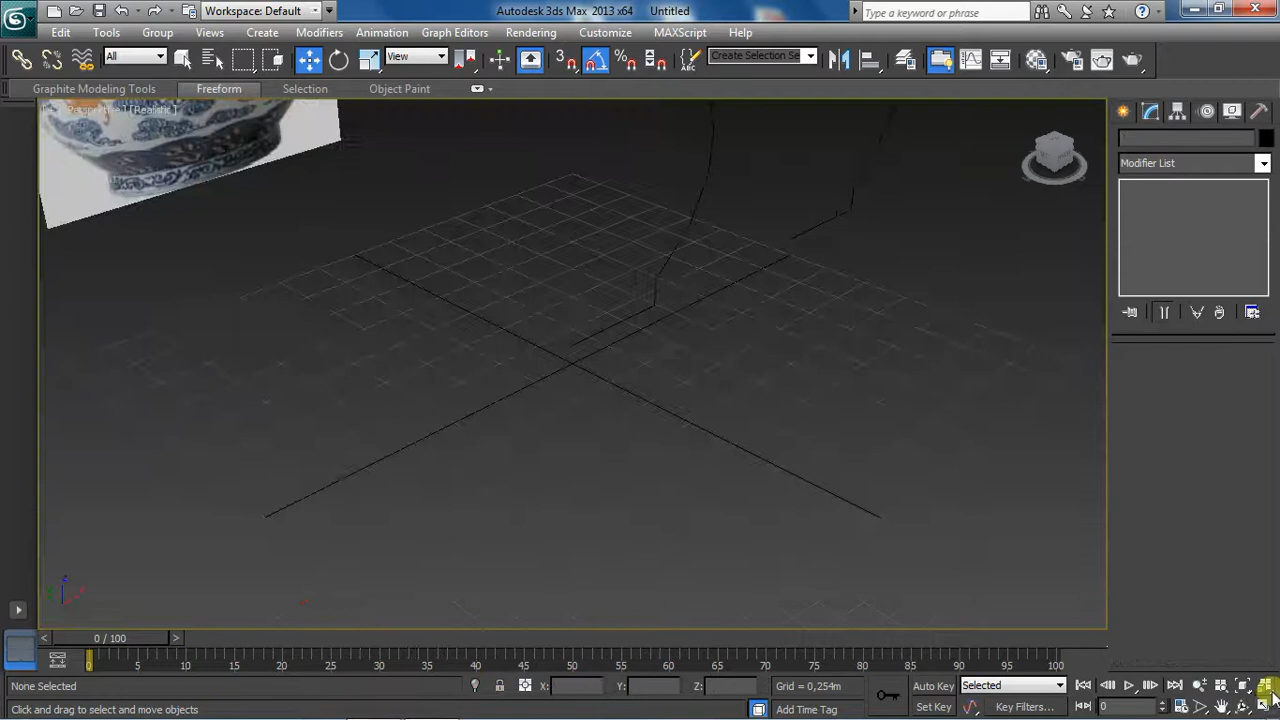 Workspace: Default
Autodesk 3ds Max 2013 x64
Untitled
Type a keyword or phrase
Edit
Tools
Group
Views
Create
Modifiers
Animation
Graph Editors
Rendering
Customize
MAXScript
Help
All
View
3
Create Selection Se
Graphite Modeling Tools
Freeform
Selection
Object Paint
[Realistic]
Modifier List
z
x
0 / 100
0
5
10
15
20
25
30
35
40
45
50
55
60
65
70
75
80
85
90
95
100
None Selected
X:
Y:
Z:
Grid = 0,254m
Auto Key
Selected
Click and drag to select and move objects
Add Time Tag
Set Key
Key Filters...
0